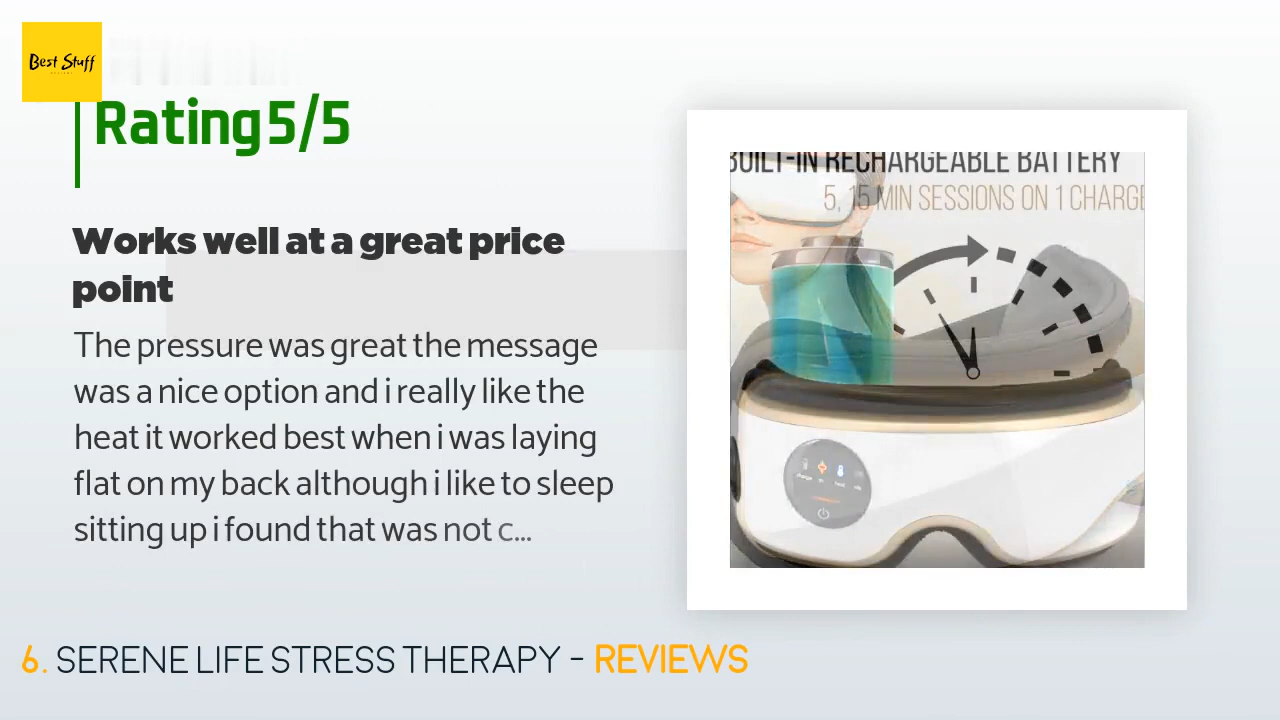 Best Stuff
Rating 5/5
Works well at a great price
point
The pressure was great the message
was a nice option and i really like the
heat it worked best when i was laying
flat on my back although i like to sleep
sitting up i found that was not c...
BUILT-IN RECHARGEABLE BATTERY
5, 15 MIN SESSIONS ON 1 CHARGE
6. SERENE LIFE STRESS THERAPY - REVIEWS